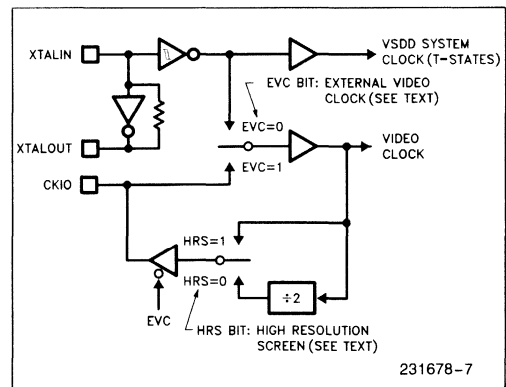 XTALIN
VSDD SYSTEM
CLOCK (T-STATES)
EVC BIT: EXTERNAL VIDEO
CLOCK (SEE TEXT)
EVC=0
XTALOUT
VIDEO
CLOCK
EVC=1
CKIO
HRS=1
HRS=0
÷2
EVC
HRS BIT: HIGH RESOLUTION
SCREEN (SEE TEXT)
231678-7